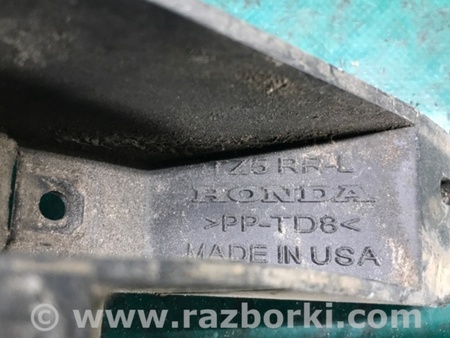 TZ5 RR-L
HONDA
>PP-TD8<
MADE IN USA
www.razborki.com